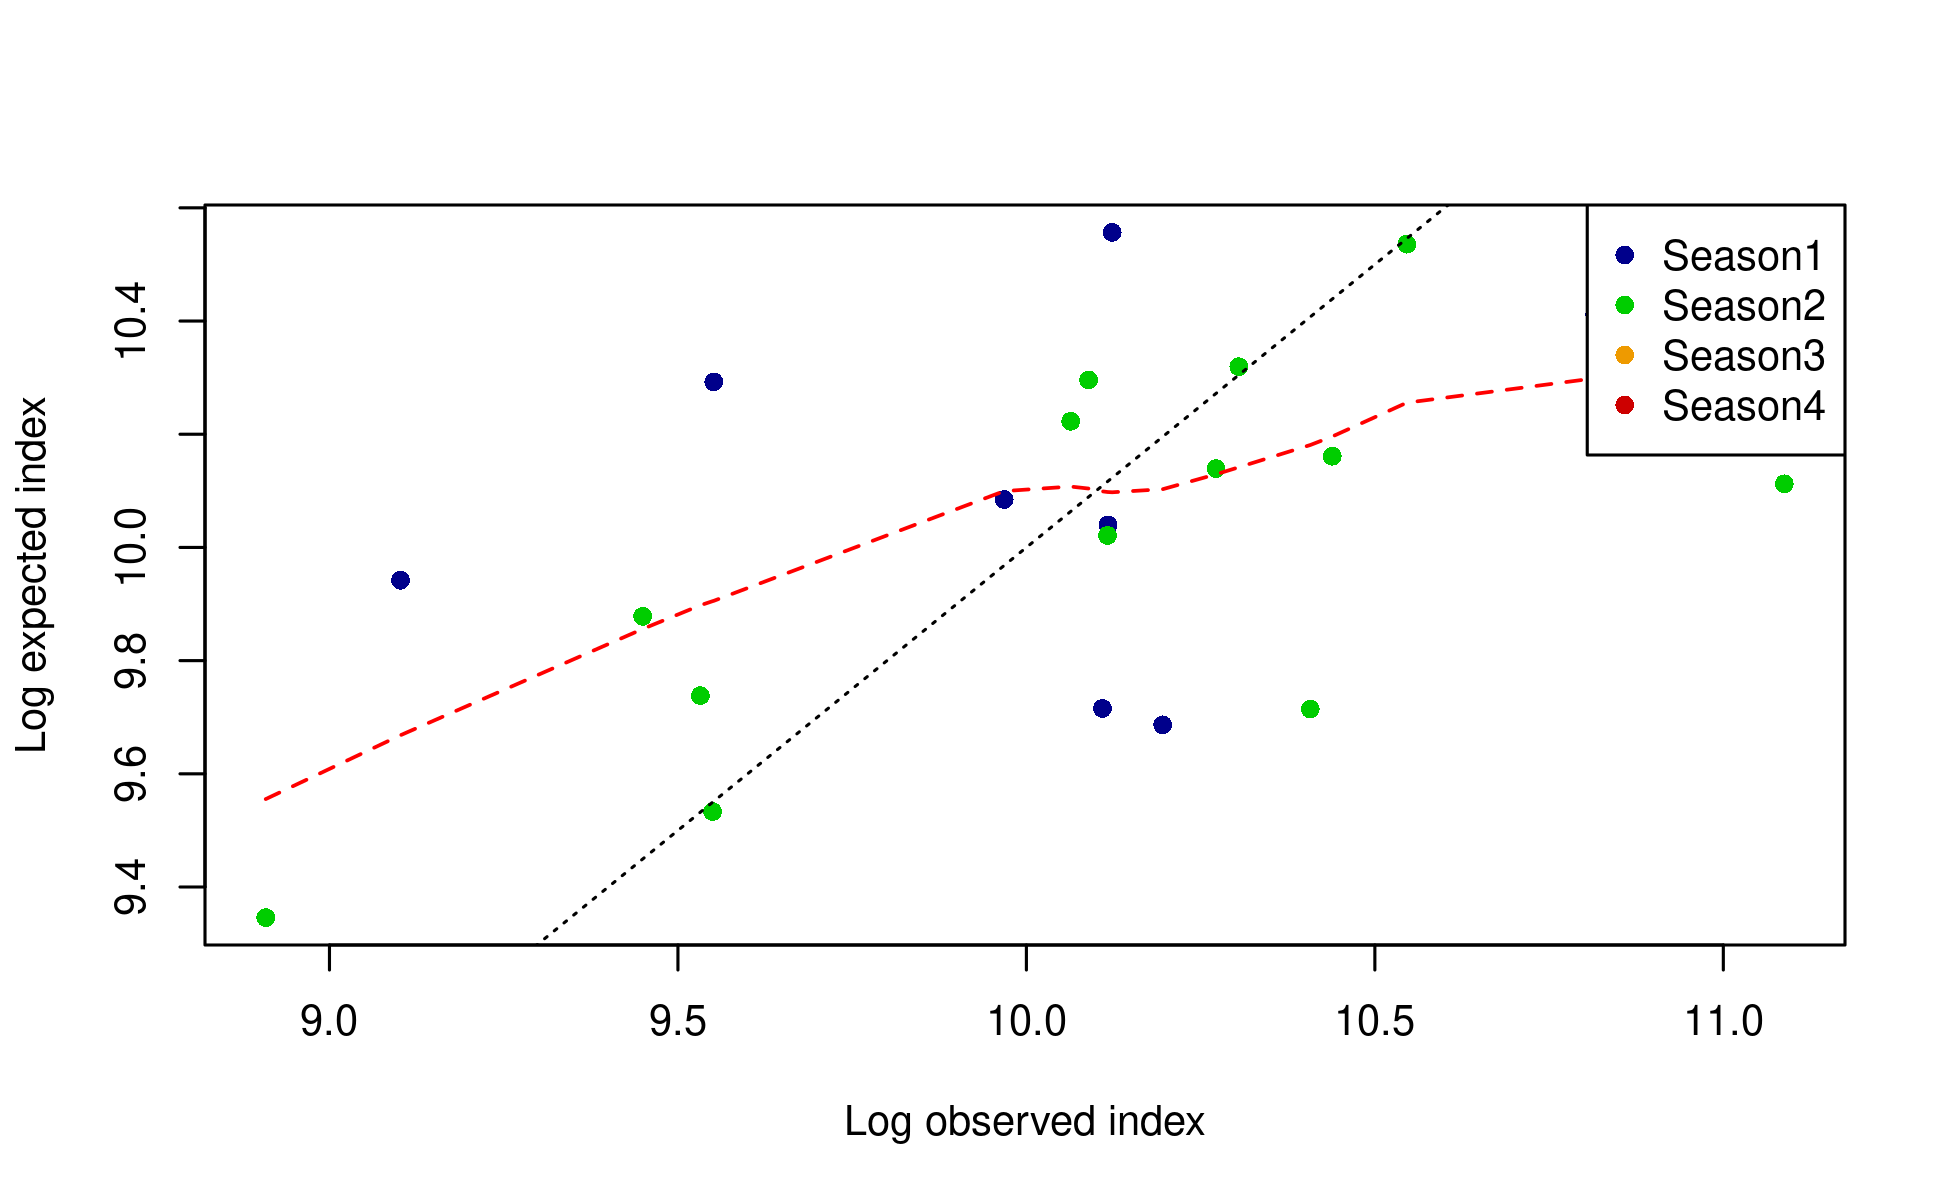 Season1
Season2
Season3
Season4
Log expected index
10.4
10.0
9.8
9.6
9.4
9.0
9.5
10.0
10.5
11.0
Log observed index